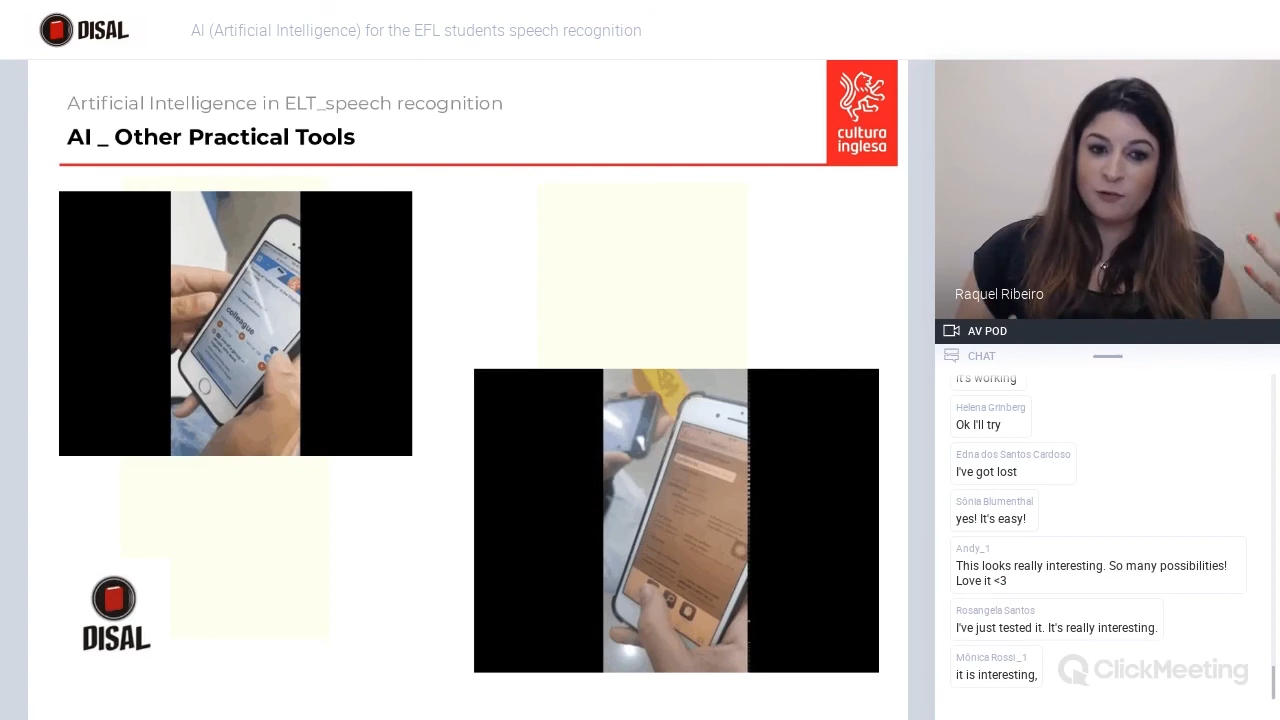 DISAL
AI (Artificial Intelligence) for the EFL students speech recognition
Artificial Intelligence in ELT_speech recognition
AI _ Other Practical Tools
cultura
inglesa
colleague
DISAL
Raquel Ribeiro
AV POD
CHAT
it's working
Helena Grinberg
Ok I'll try
Edna dos Santos Cardoso
I've got lost
Sônia Blumenthal
yes! It's easy!
Andy_1
This looks really interesting. So many possibilities!
Love it <3
Rosangela Santos
I've just tested it. It's really interesting.
Mônica Rossi_1
it is interesting,
ClickMeeting